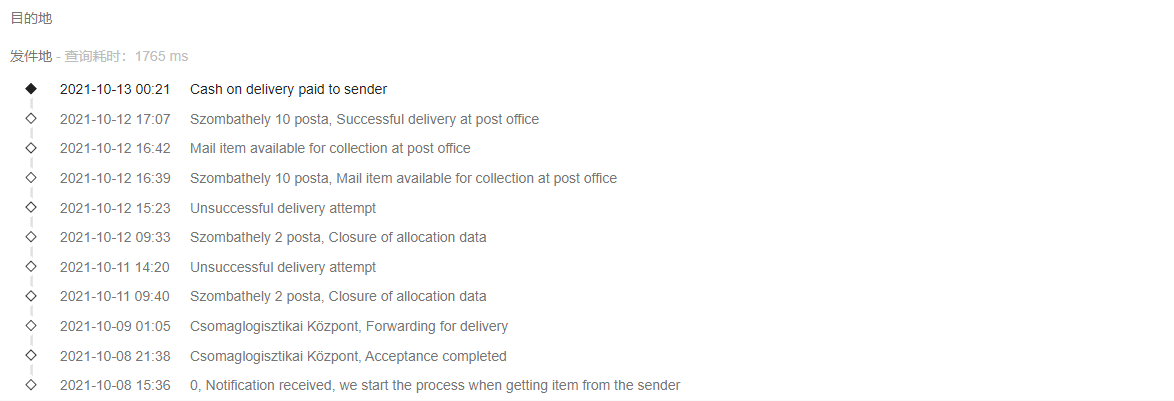 目的地
发件地 - 查询耗时：1765 ms
2021-10-13 00:21 Cash on delivery paid to sender
2021-10-12 17:07 Szombathely 10 posta, Successful delivery at post office
2021-10-12 16:42 Mail item available for collection at post office
2021-10-12 16:39 Szombathely 10 posta, Mail item available for collection at post office
2021-10-12 15:23 Unsuccessful delivery attempt
2021-10-12 09:33 Szombathely 2 posta, Closure of allocation data
2021-10-11 14:20 Unsuccessful delivery attempt
2021-10-11 09:40 Szombathely 2 posta, Closure of allocation data
2021-10-09 01:05 Csomaglogisztikai Központ, Forwarding for delivery
2021-10-08 21:38 Csomaglogisztikai Központ, Acceptance completed
2021-10-08 15:36 0, Notification received, we start the process when getting item from the sender